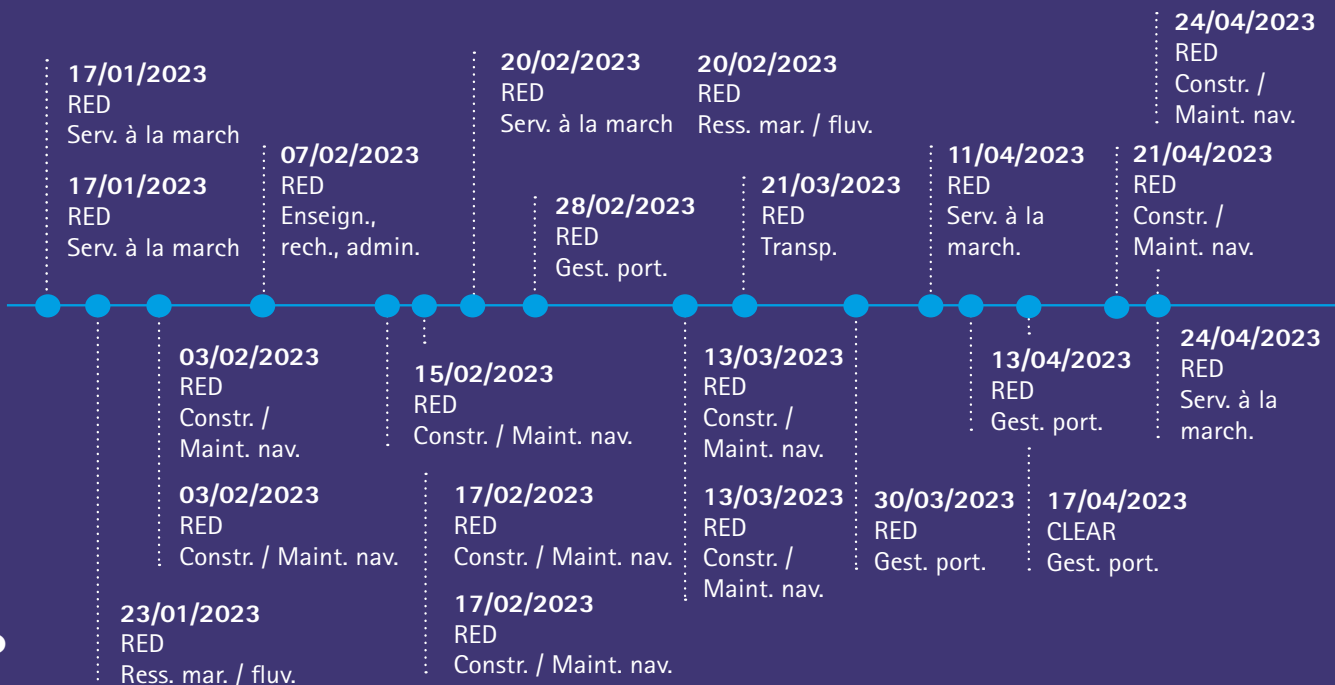 17/01/2023
RED
Serv. à la march
17/01/2023
RED
Serv. à la march
07/02/2023
RED
Enseign.,
rech., admin.
20/02/2023
RED
Serv. à la march
20/02/2023
RED
Ress. mar. / fluv.
28/02/2023
RED
Gest. port.
21/03/2023
RED
Transp.
11/04/2023
RED
Serv. à la
march.
24/04/2023
RED
Constr. /
Maint. nav.
21/04/2023
RED
Constr. /
Maint. nav.
23/01/2023
RED
Ress. mar. / fluv.
03/02/2023
RED
Constr. /
Maint. nav.
03/02/2023
RED
Constr. / Maint. nav.
15/02/2023
RED
Constr. / Maint. nav.
17/02/2023
RED
Constr. / Maint. nav.
17/02/2023
RED
Constr. / Maint. nav.
13/03/2023
RED
Constr. /
Maint. nav.
13/03/2023
RED
Constr. /
Maint. nav.
30/03/2023
RED
Gest. port.
13/04/2023
RED
Gest. port.
17/04/2023
CLEAR
Gest. port.
24/04/2023
RED
Serv. à la
march.